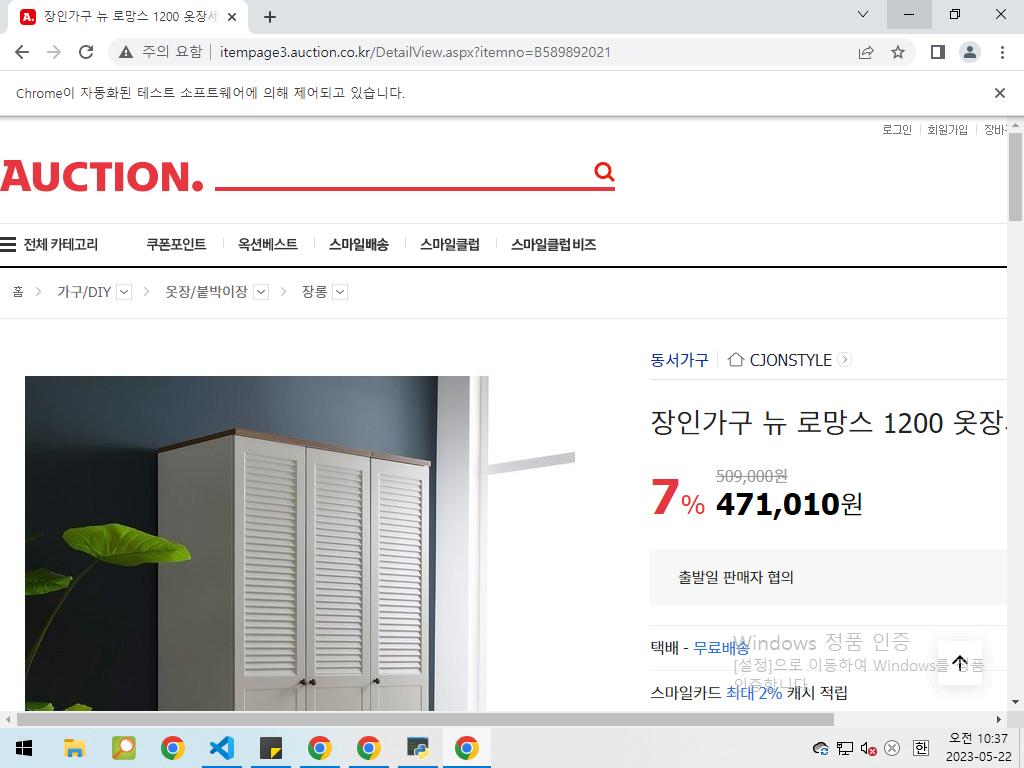 장인가구 뉴 로망스 1200 옷장
주의 요함 itempage3.auction.co.kr/DetailView.aspx?itemno=B589892021
Chrome이 자동화된 테스트 소프트웨어에 의해 제어되고 있습니다.
로그인 회원가입 장바
AUCTION.
전체 카테고리 쿠폰포인트 옥션베스트 스마일배송 스마일클럽 스마일클럽 비즈
홈 가구/DIY 옷장/붙박이장 장롱
동서가구 CJONSTYLE
장인가구 뉴 로망스 1200 옷장
509,000원
7% 471,010원
출발일 판매자 협의
택배 - 무료배송
Windows 정품 인증
[설정]으로 이동하여 Windows를 정품
인증합니다.
스마일카드 최대 2% 캐시 적립
한
오전 10:37
2023-05-22